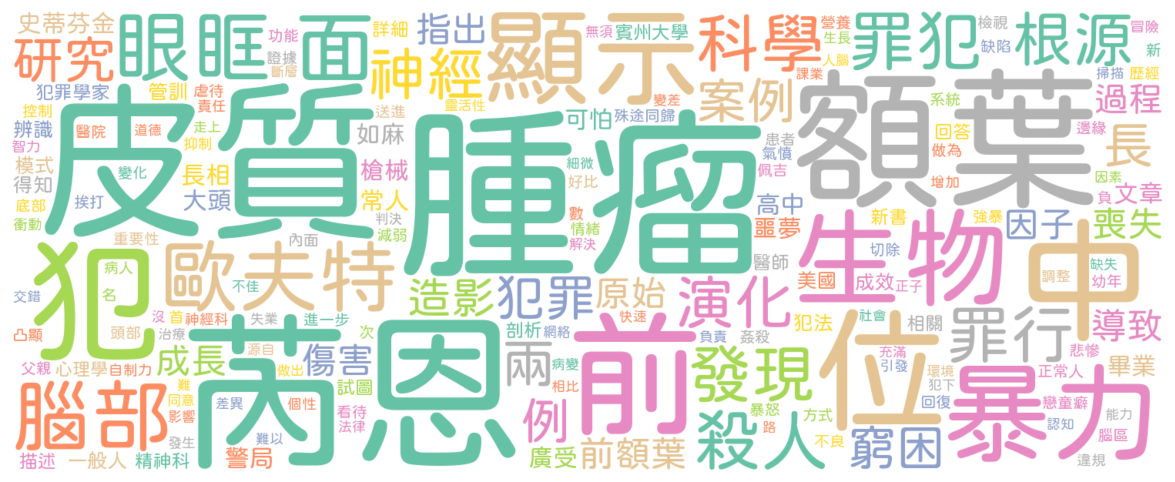 史蒂芬金
研究
眼眶面
功能
詳細
證據
斷層
指出
神經
顯示
無須
賓州大學
科學
營養
生長
人腦
課業
罪犯
檢視
缺陷
根源
冒險
新
犯罪學家
管訓
虐待
責任
控制
辨識
智力
醫院
道德
走上
抑制
送進
如麻
靈活性
可怕
變差
殊途同歸
案例
掃描
歷經
過程
系統
邊緣
模式
得知
底部
衝動
變化
挨打
皮質
長相
大頭
槍械
常人
判決
減弱
腫瘤
細微
好比
患者
氣憤
佩吉
額葉
回答
做為
增加
長
因素
負
文章
高中
噩夢
數
情緒
解決
新書
強暴
因子
喪失
重要性
內面
犯
病人
名
交錯
歐夫特
不佳
造影
犯罪
原始
快速
醫師
演化
生物
切除
美國
成效
正子
中
調整
缺失
幼年
凸顯
沒
首
神經科
失業
進一步
次
頭部
治療
剖析
網絡
負責
姦殺
犯法
社會
相關
罪行
導致
父親
心理學
自制力
成長
源自
做出
傷害
芮恩
兩
病變
相比
前
發現
位
充滿
引發
環境
犯下
悲慘
正常人
畢業
腦部
難
同意
影響
差異
個性
試圖
看待
法律
例
暴怒
路
方式
殺人
回復
暴力
戀童癖
認知
能力
腦區
描述
一般人
發生
精神科
難以
警局
廣受
前額葉
不良
窮困
違規